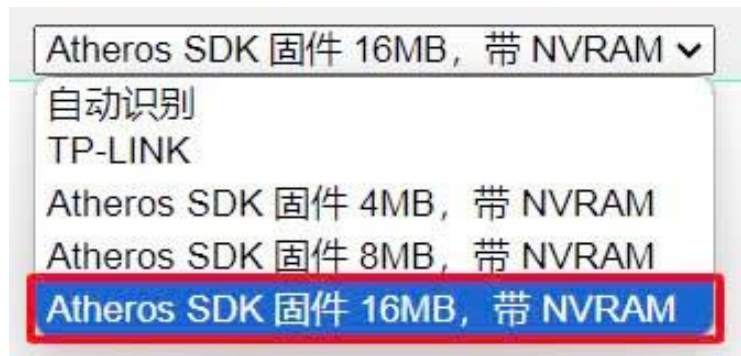 Atheros SDK 固件 16MB，带 NVRAM
自动识别
TP-LINK
Atheros SDK 固件 4MB，带 NVRAM
Atheros SDK 固件 8MB，带 NVRAM
Atheros SDK 固件 16MB，带 NVRAM